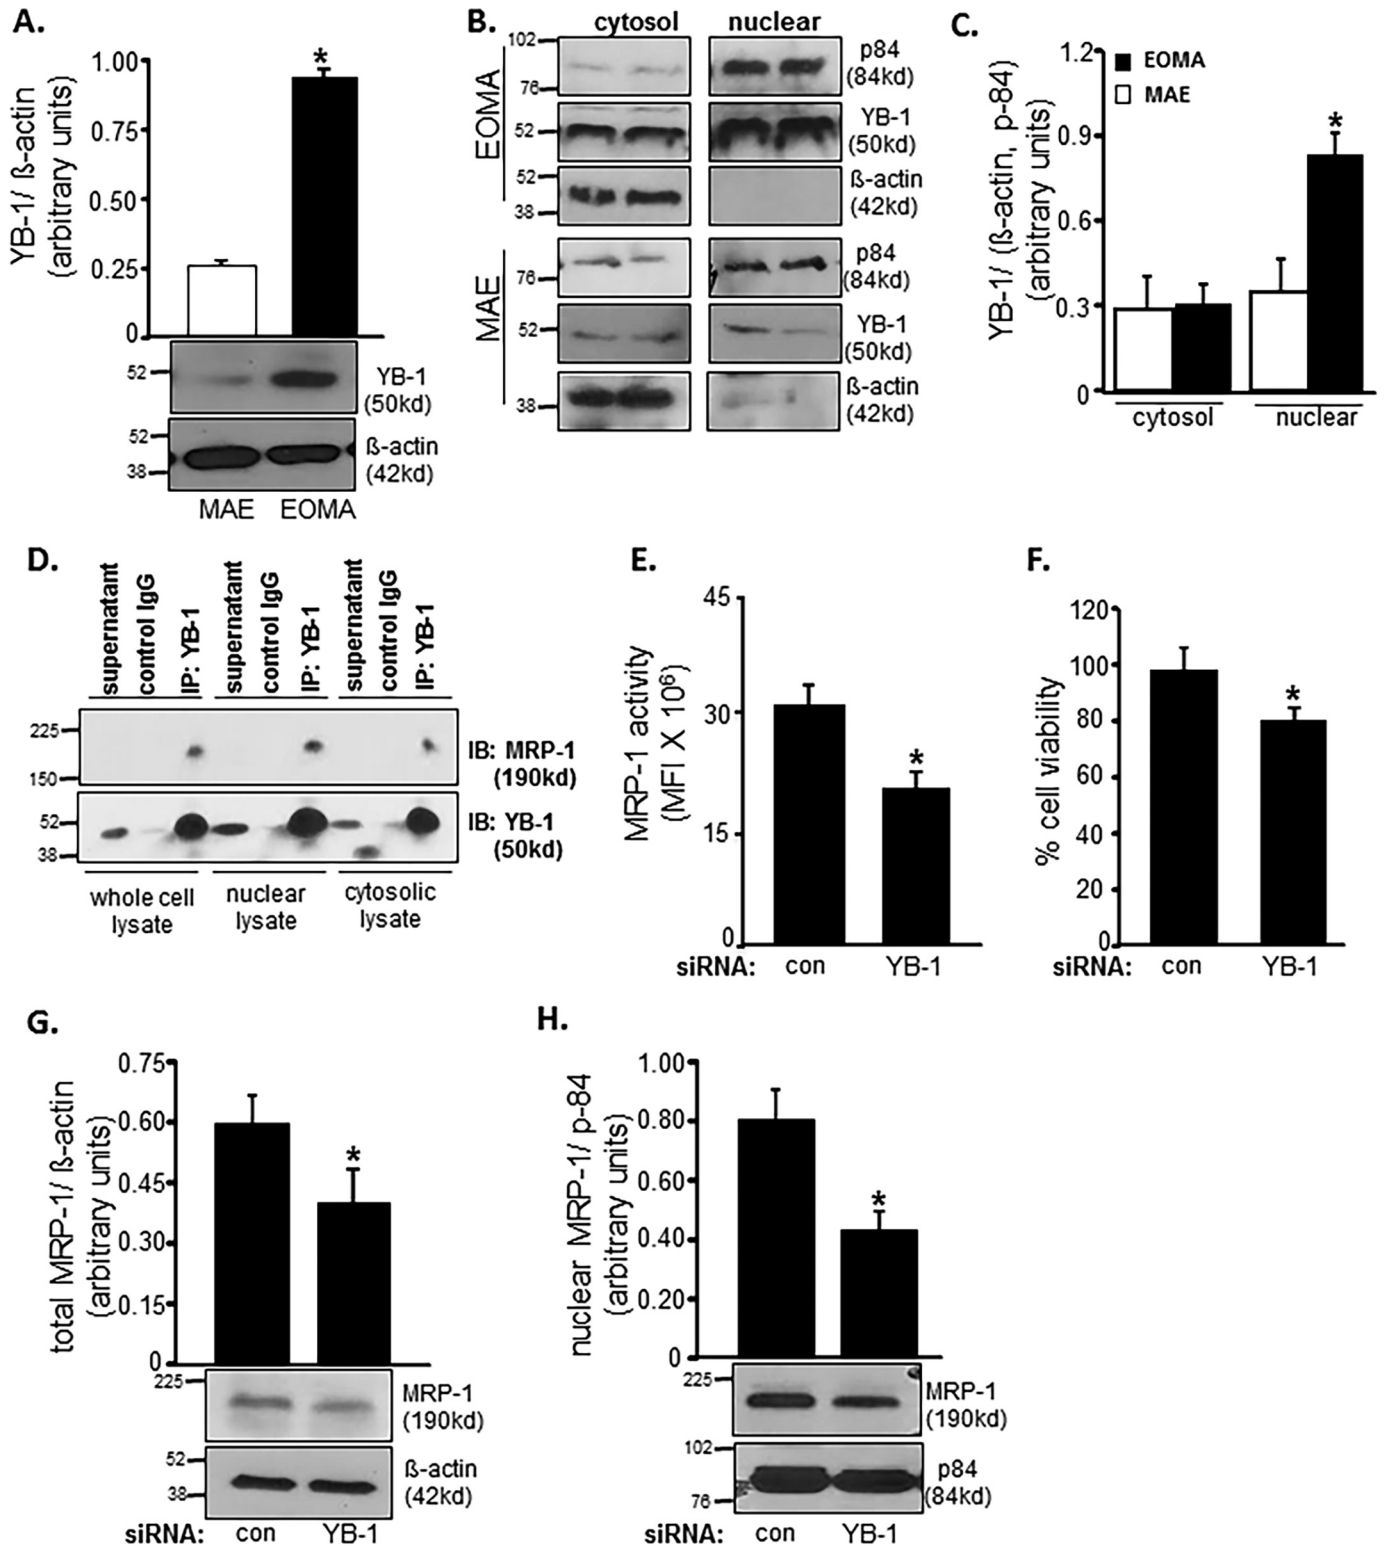 A.
YB-1/ ß-actin
(arbitrary units)
1.00
0.75
0.50
0.25
0
*
52
YB-1
(50kd)
52
38
ß-actin
(42kd)
MAE EOMA
B.
cytosol nuclear
EOMA
102
76
p84
(84kd)
52
YB-1
(50kd)
52
38
ß-actin
(42kd)
MAE
76
p84
(84kd)
52
YB-1
(50kd)
38
ß-actin
(42kd)
C.
YB-1/ (ß-actin, p-84)
(arbitrary units)
1.2
0.9
0.6
0.3
0
EOMA
MAE
*
cytosol nuclear
D.
supernatant
control IgG
IP: YB-1
supernatant
control IgG
IP: YB-1
supernatant
control IgG
IP: YB-1
225
150
IB: MRP-1
(190kd)
52
38
IB: YB-1
(50kd)
whole cell
lysate
nuclear
lysate
cytosolic
lysate
E.
MRP-1 activity
(MFI X 10⁶)
45
30
15
0
*
siRNA: con YB-1
F.
% cell viability
120
100
80
60
40
20
0
*
siRNA: con YB-1
G.
total MRP-1/ ß-actin
(arbitrary units)
0.75
0.60
0.45
0.30
0.15
0
*
225
MRP-1
(190kd)
52
38
ß-actin
(42kd)
siRNA: con YB-1
H.
nuclear MRP-1/ p-84
(arbitrary units)
1.00
0.80
0.60
0.40
0.20
0
*
225
MRP-1
(190kd)
102
76
p84
(84kd)
siRNA: con YB-1